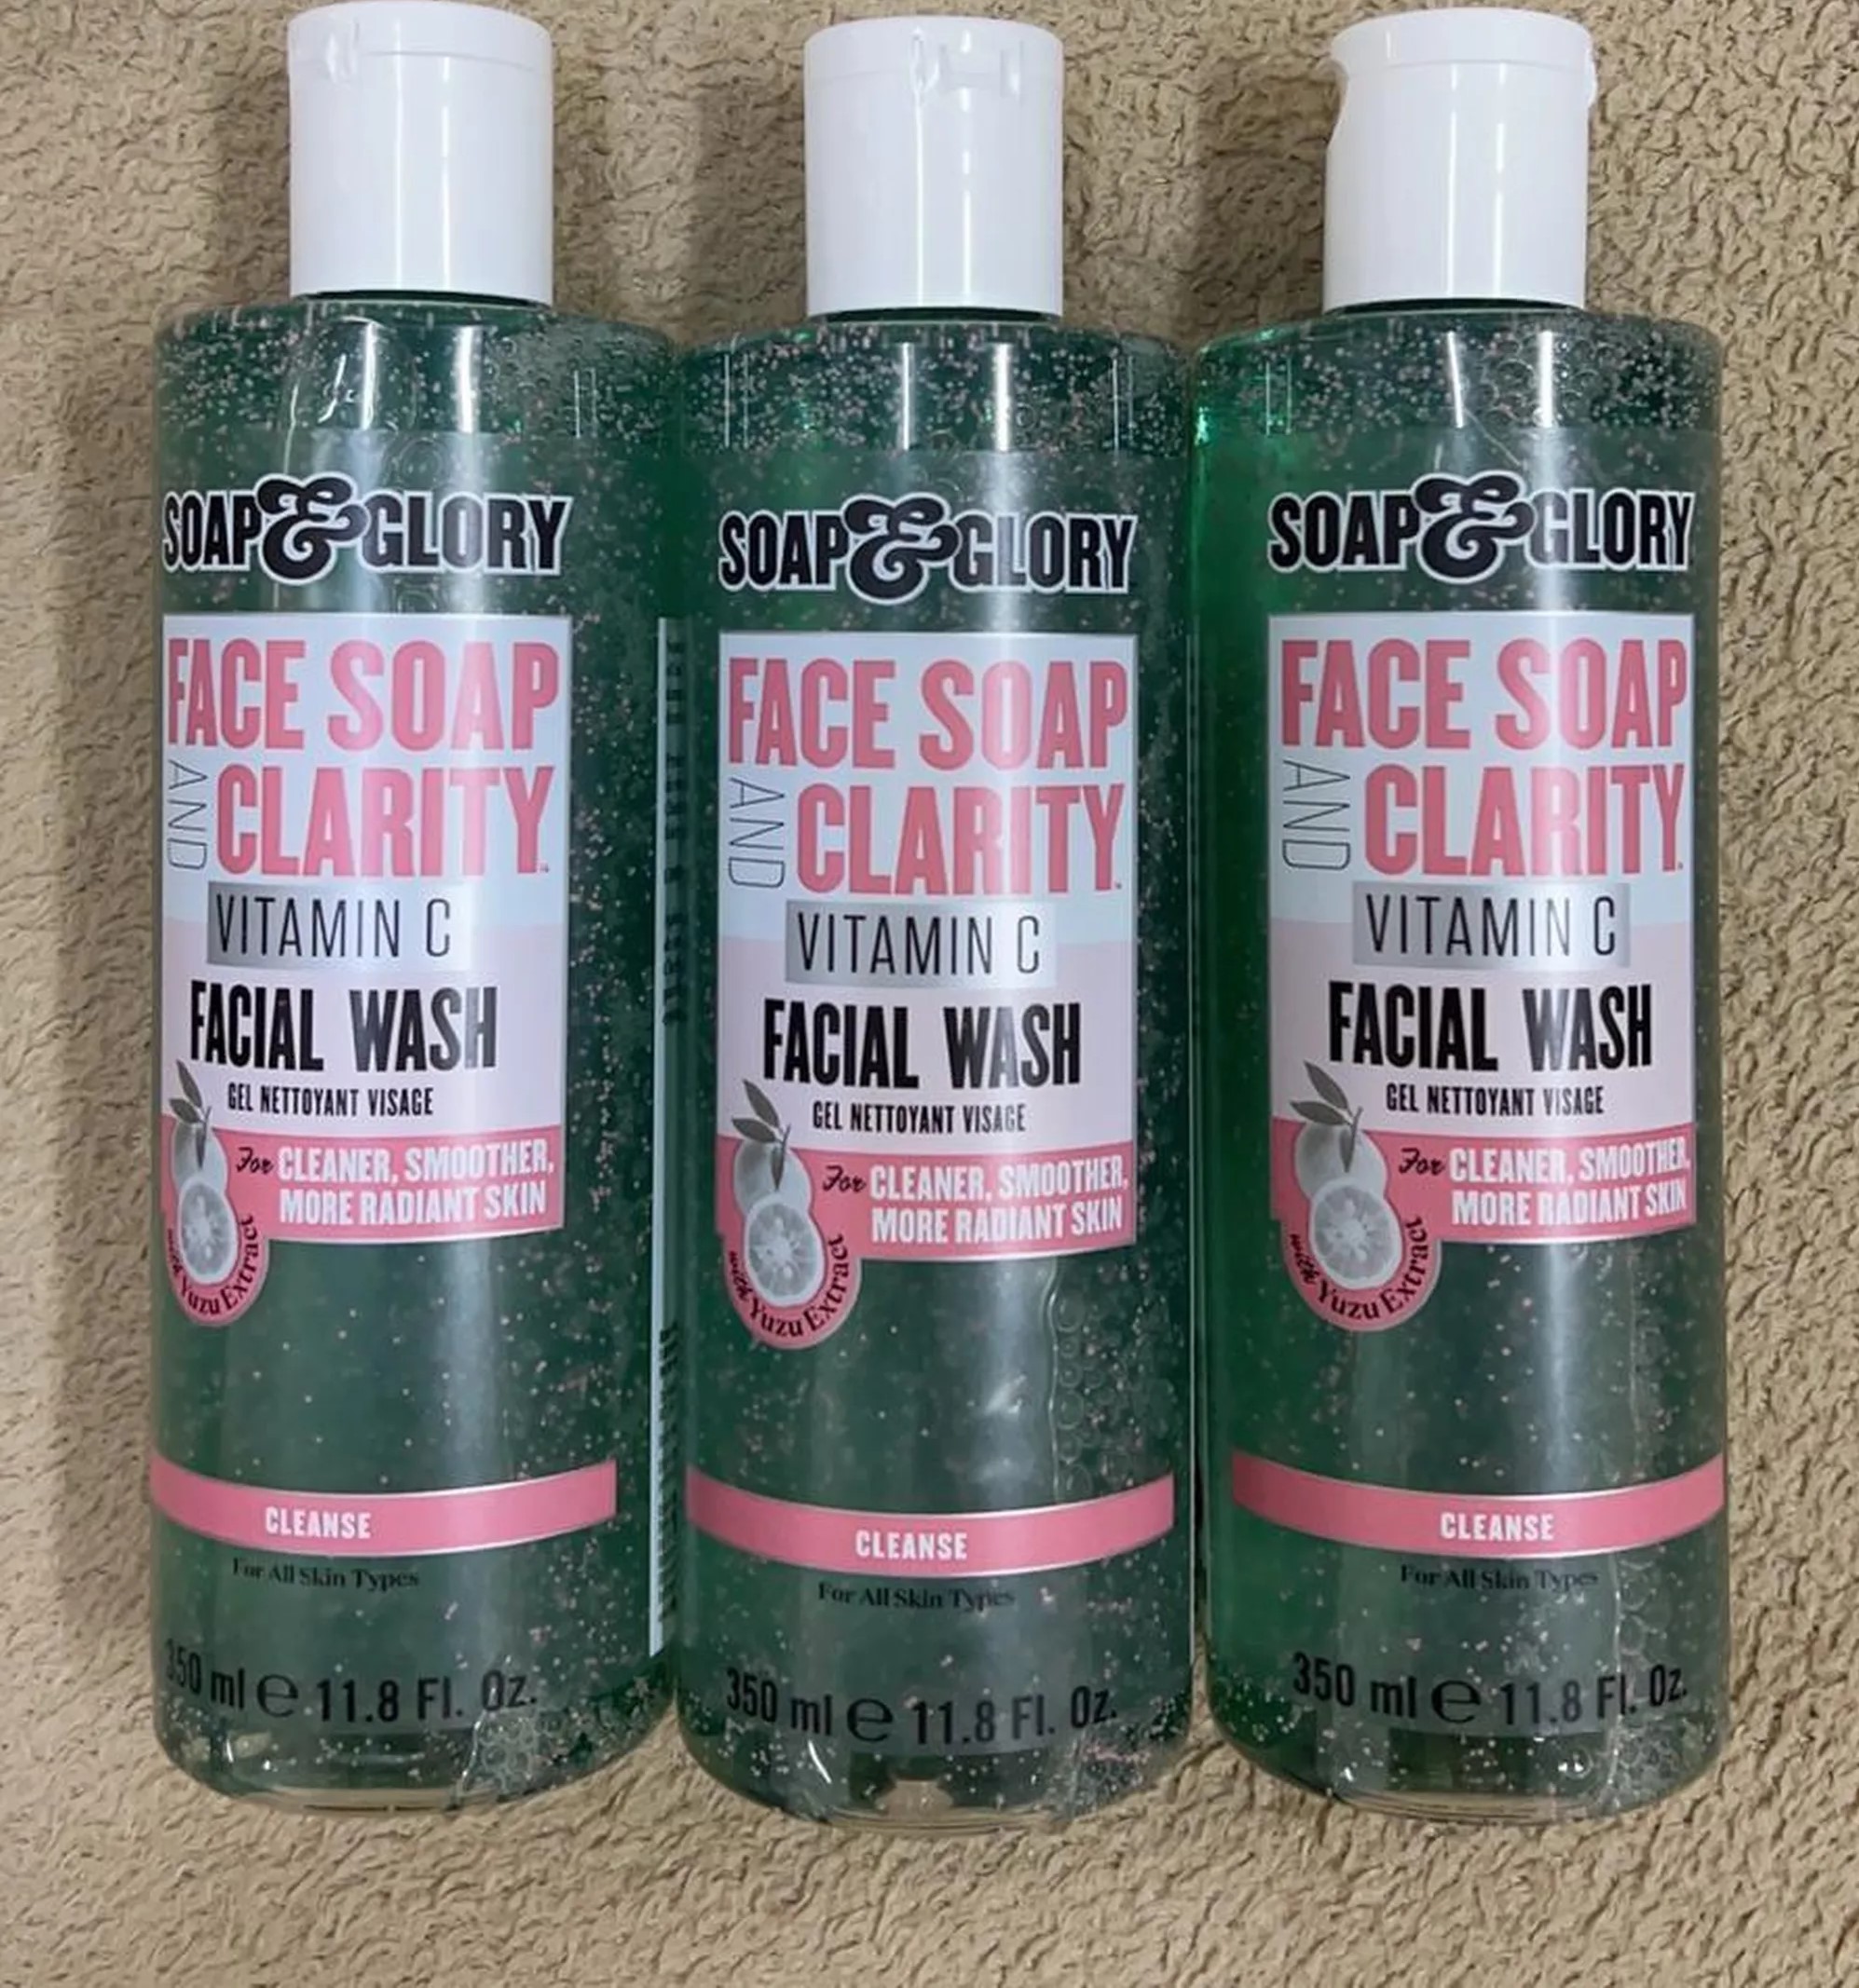 SOAP & GLORY
FACE SOAP
AND CLARITY™
VITAMIN C
FACIAL WASH
GEL NETTOYANT VISAGE
For CLEANER, SMOOTHER,
MORE RADIANT SKIN
with Yuzu Extract
CLEANSE
For All Skin Types
350 ml e 11.8 Fl. Oz.
SOAP & GLORY
FACE SOAP
AND CLARITY™
VITAMIN C
FACIAL WASH
GEL NETTOYANT VISAGE
For CLEANER, SMOOTHER,
MORE RADIANT SKIN
with Yuzu Extract
CLEANSE
For All Skin Types
350 ml e 11.8 Fl. Oz.
SOAP & GLORY
FACE SOAP
AND CLARITY™
VITAMIN C
FACIAL WASH
GEL NETTOYANT VISAGE
For CLEANER, SMOOTHER,
MORE RADIANT SKIN
with Yuzu Extract
CLEANSE
For All Skin Types
350 ml e 11.8 Fl. Oz.